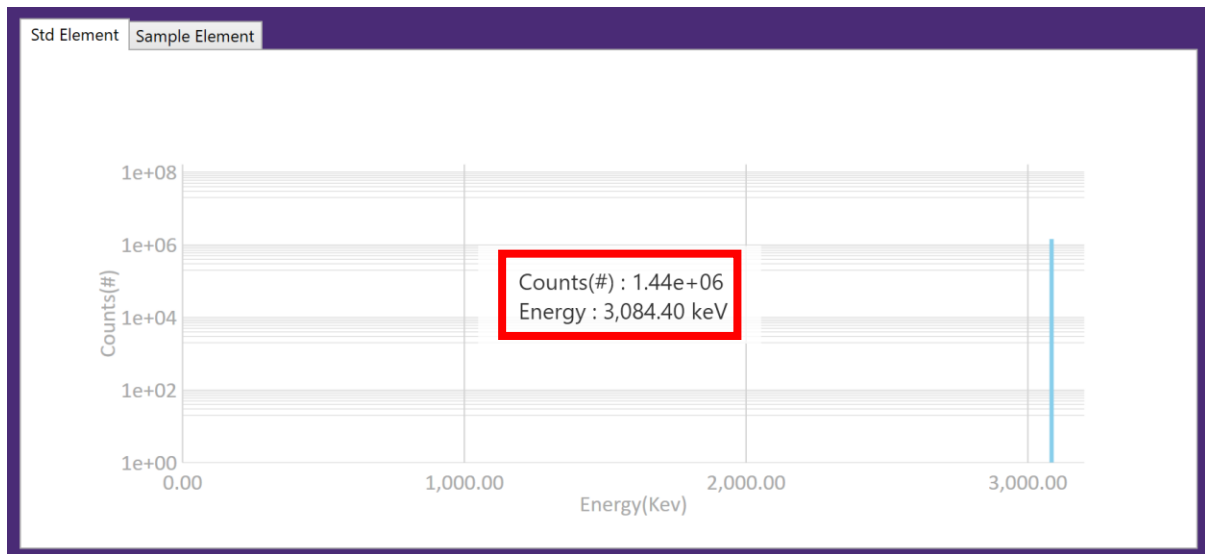 Std Element
Sample Element
1e+08
1e+06
1e+04
1e+02
1e+00
Counts(#)
Counts(#) : 1.44e+06
Energy : 3,084.40 keV
0.00
1,000.00
2,000.00
3,000.00
Energy(Kev)